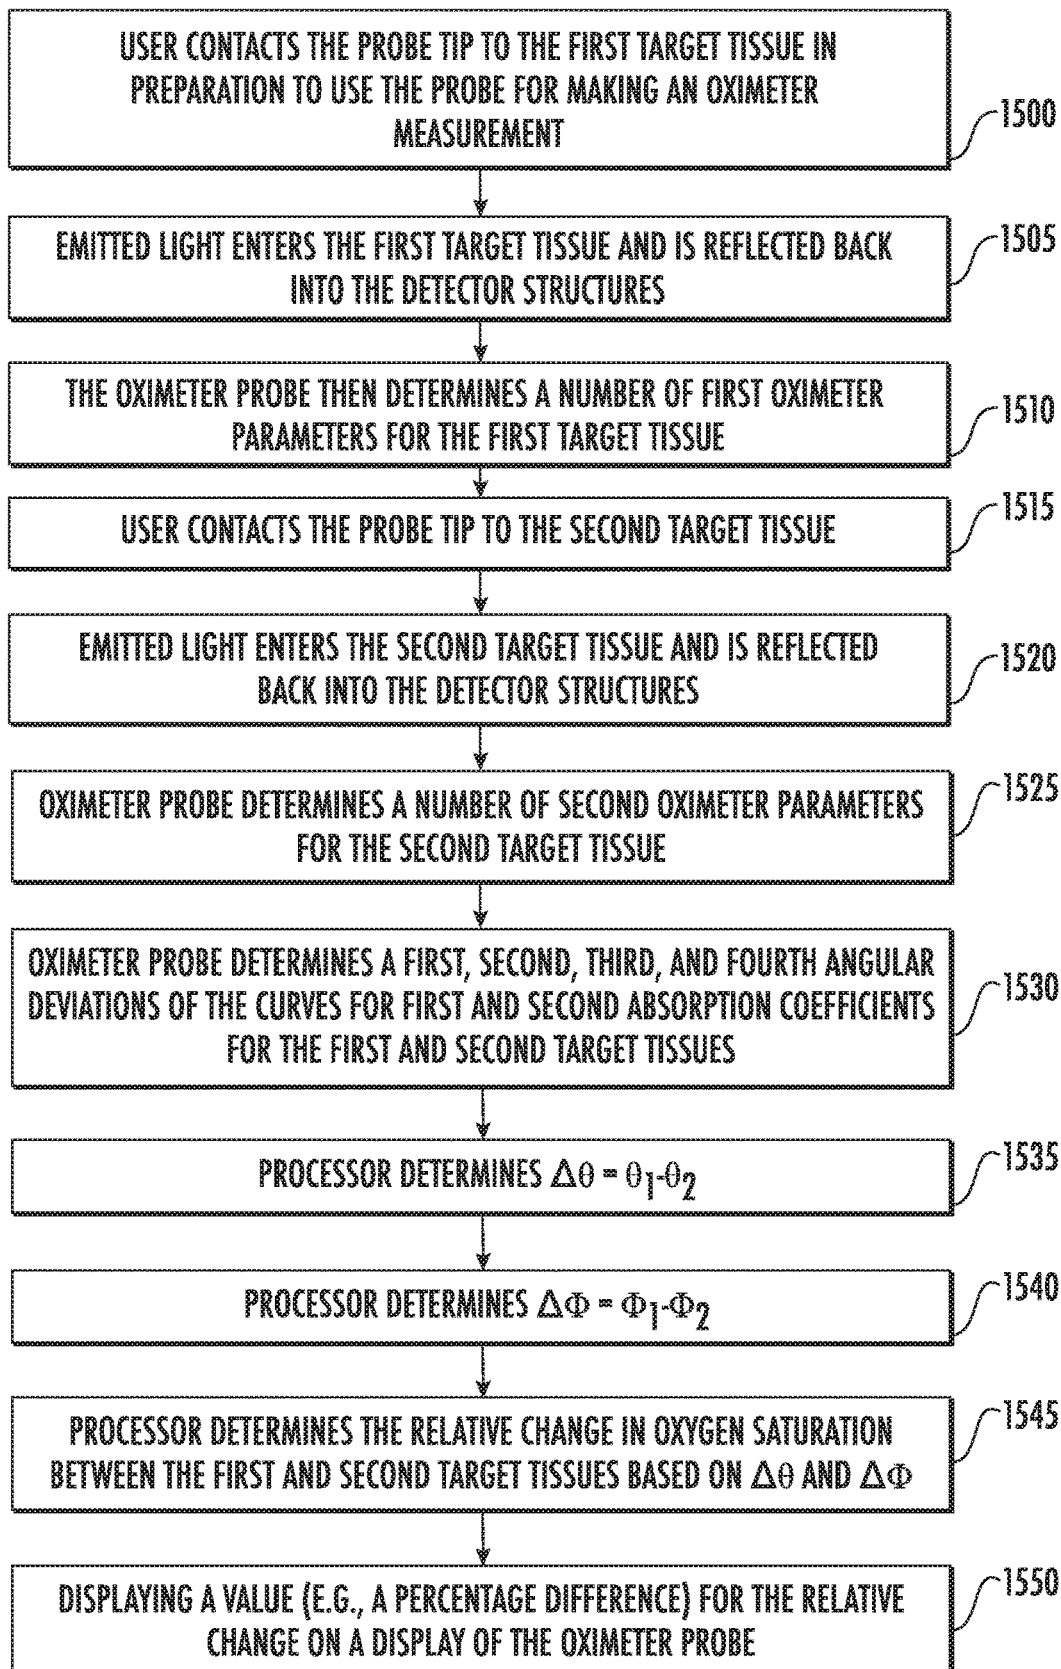 USER CONTACTS THE PROBE TIP TO THE FIRST TARGET TISSUE IN
PREPARATION TO USE THE PROBE FOR MAKING AN OXIMETER
MEASUREMENT
1500
EMITTED LIGHT ENTERS THE FIRST TARGET TISSUE AND IS REFLECTED BACK
INTO THE DETECTOR STRUCTURES
1505
THE OXIMETER PROBE THEN DETERMINES A NUMBER OF FIRST OXIMETER
PARAMETERS FOR THE FIRST TARGET TISSUE
1510
USER CONTACTS THE PROBE TIP TO THE SECOND TARGET TISSUE
1515
EMITTED LIGHT ENTERS THE SECOND TARGET TISSUE AND IS REFLECTED
BACK INTO THE DETECTOR STRUCTURES
1520
OXIMETER PROBE DETERMINES A NUMBER OF SECOND OXIMETER PARAMETERS
FOR THE SECOND TARGET TISSUE
1525
OXIMETER PROBE DETERMINES A FIRST, SECOND, THIRD, AND FOURTH ANGULAR
DEVIATIONS OF THE CURVES FOR FIRST AND SECOND ABSORPTION COEFFICIENTS
FOR THE FIRST AND SECOND TARGET TISSUES
1530
PROCESSOR DETERMINES Δθ = θ₁-θ₂
1535
PROCESSOR DETERMINES ΔΦ = Φ₁-Φ₂
1540
PROCESSOR DETERMINES THE RELATIVE CHANGE IN OXYGEN SATURATION
BETWEEN THE FIRST AND SECOND TARGET TISSUES BASED ON Δθ AND ΔΦ
1545
DISPLAYING A VALUE (E.G., A PERCENTAGE DIFFERENCE) FOR THE RELATIVE
CHANGE ON A DISPLAY OF THE OXIMETER PROBE
1550